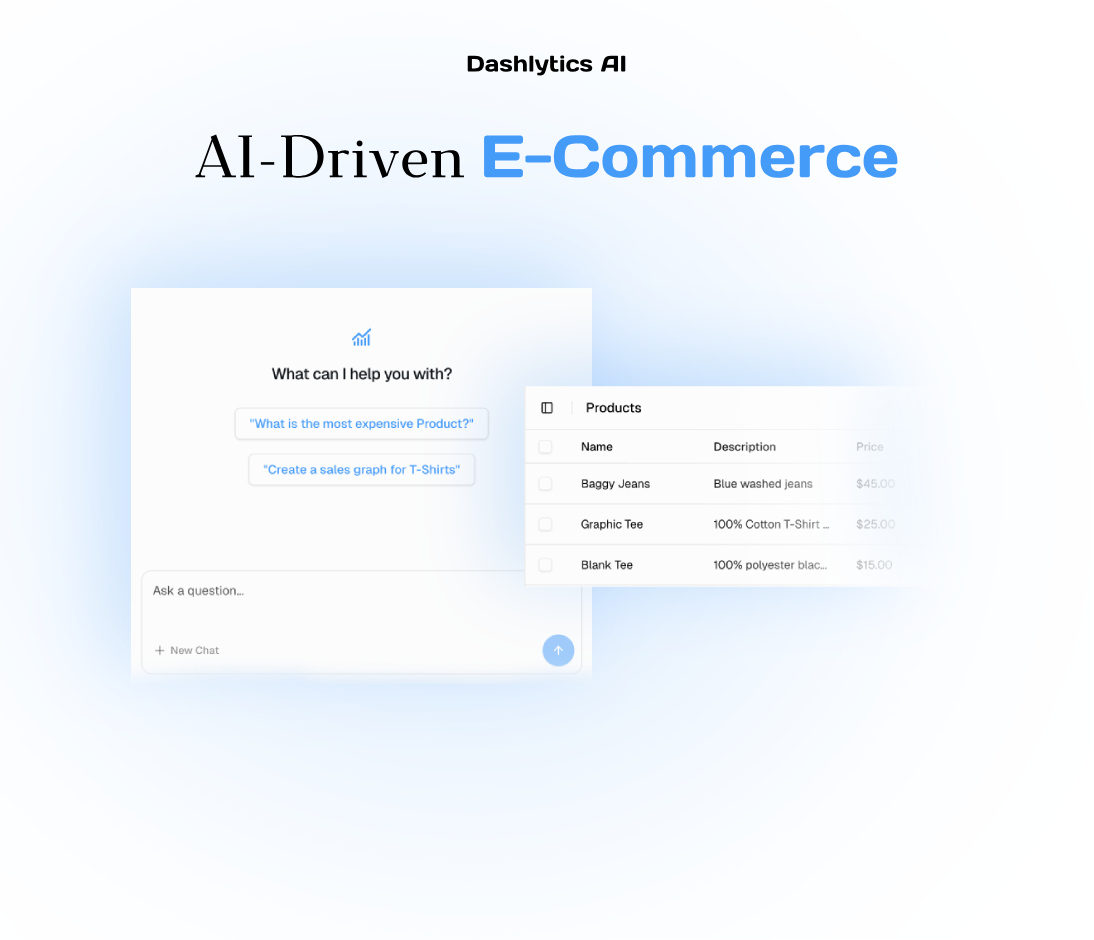 Dashlytics AI
AI-Driven E-Commerce
What can I help you with?
"What is the most expensive Product?"
"Create a sales graph for T-Shirts"
Ask a question...
New Chat
Products
Name Description Price
Baggy Jeans Blue washed jeans $45.00
Graphic Tee 100% Cotton T-Shirt ...
$25.00
Blank Tee 100% polyester blac... $15.00